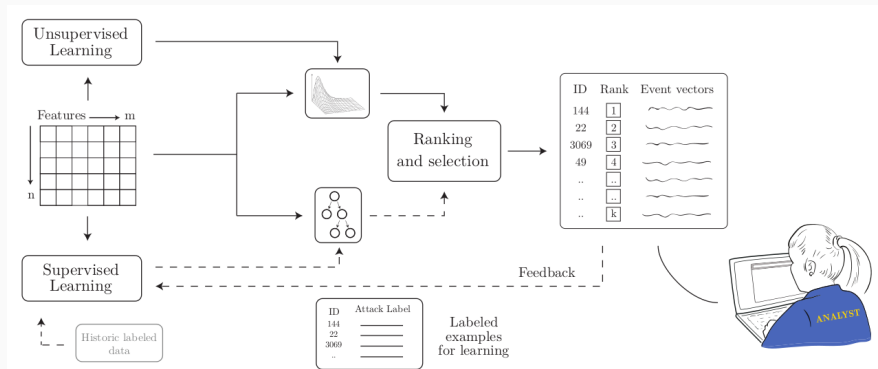 Unsupervised
Learning
Features m
n
Supervised
Learning
Historic labeled
data
Ranking
and selection
ID Rank Event vectors
144 1
22 2
3069 3
49 4
.. ..
.. ..
.. k
Feedback
ID Attack Label
144
22
3069
..
Labeled
examples
for learning
ANALYST